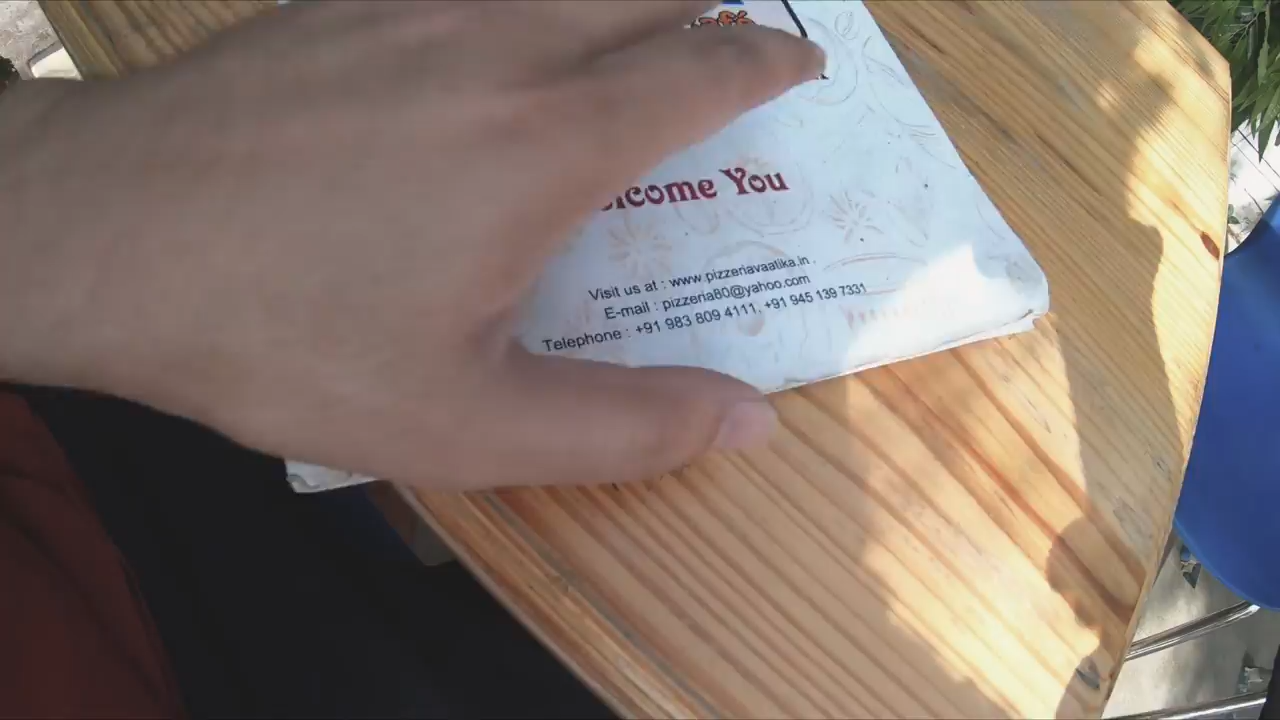 Café
You
Visit us at : www.pizzeriavaatika.in .
E-mail : pizzeria80@yahoo.com
Telephone : +91 983 809 4111, +91 945 139 7331